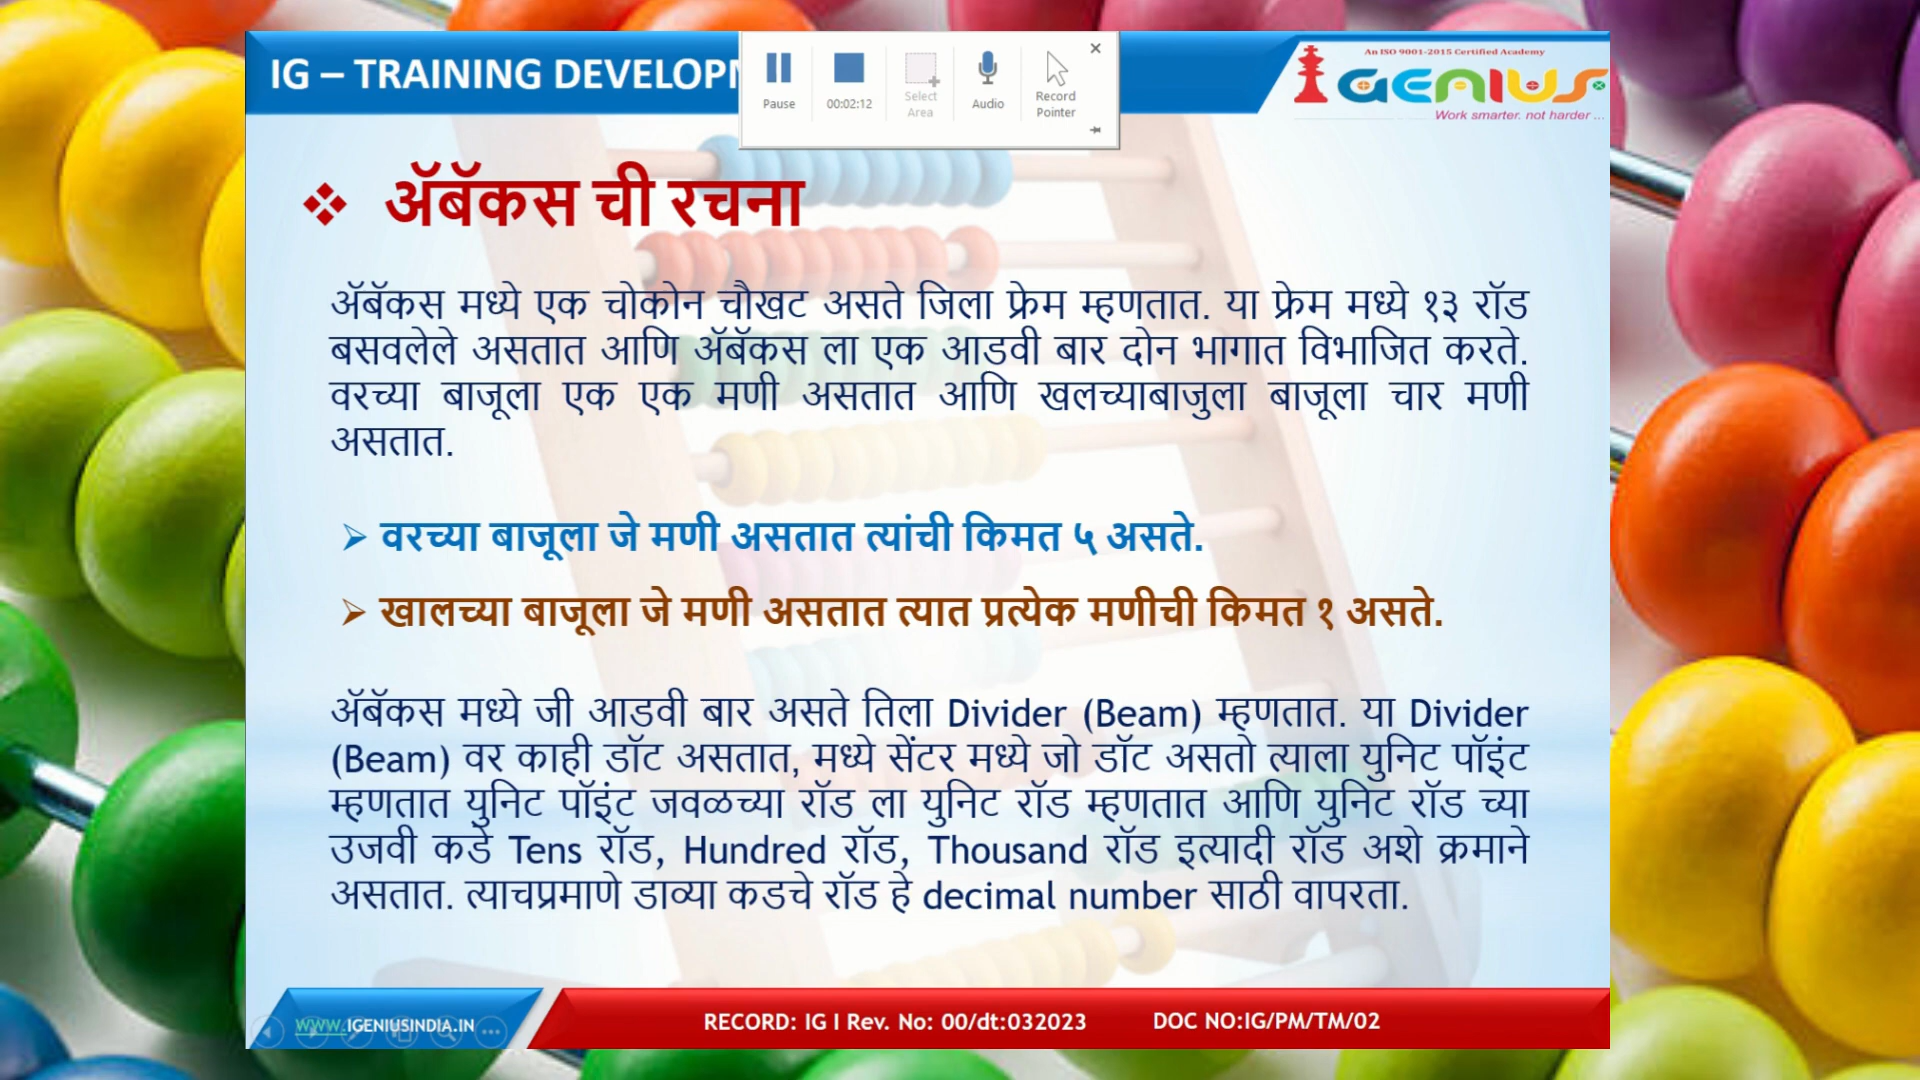 IG – TRAINING DEVELOPM
Pause
00:02:12
Select Area
Audio
Record Pointer
An ISO 9001-2015 Certified Academy
iGENIUS
Work smarter. not harder ...
❖ ॲबॅकस ची रचना
ॲबॅकस मध्ये एक चोकोन चौखट असते जिला फ्रेम म्हणतात. या फ्रेम मध्ये १३ रॉड
बसवलेले असतात आणि ॲबॅकस ला एक आडवी बार दोन भागात विभाजित करते.
वरच्या बाजूला एक एक मणी असतात आणि खलच्याबाजुला बाजूला चार मणी
असतात.
➢ वरच्या बाजूला जे मणी असतात त्यांची किमत ५ असते.
➢ खालच्या बाजूला जे मणी असतात त्यात प्रत्येक मणीची किमत १ असते.
ॲबॅकस मध्ये जी आडवी बार असते तिला Divider (Beam) म्हणतात. या Divider
(Beam) वर काही डॉट असतात, मध्ये सेंटर मध्ये जो डॉट असतो त्याला युनिट पॉइंट
म्हणतात युनिट पॉइंट जवळच्या रॉड ला युनिट रॉड म्हणतात आणि युनिट रॉड च्या
उजवी कडे Tens रॉड, Hundred रॉड, Thousand रॉड इत्यादी रॉड अशे क्रमाने
असतात. त्याचप्रमाणे डाव्या कडचे रॉड हे decimal number साठी वापरता.
WWW.IGENIUSINDIA.IN
RECORD: IG I Rev. No: 00/dt:032023
DOC NO:IG/PM/TM/02